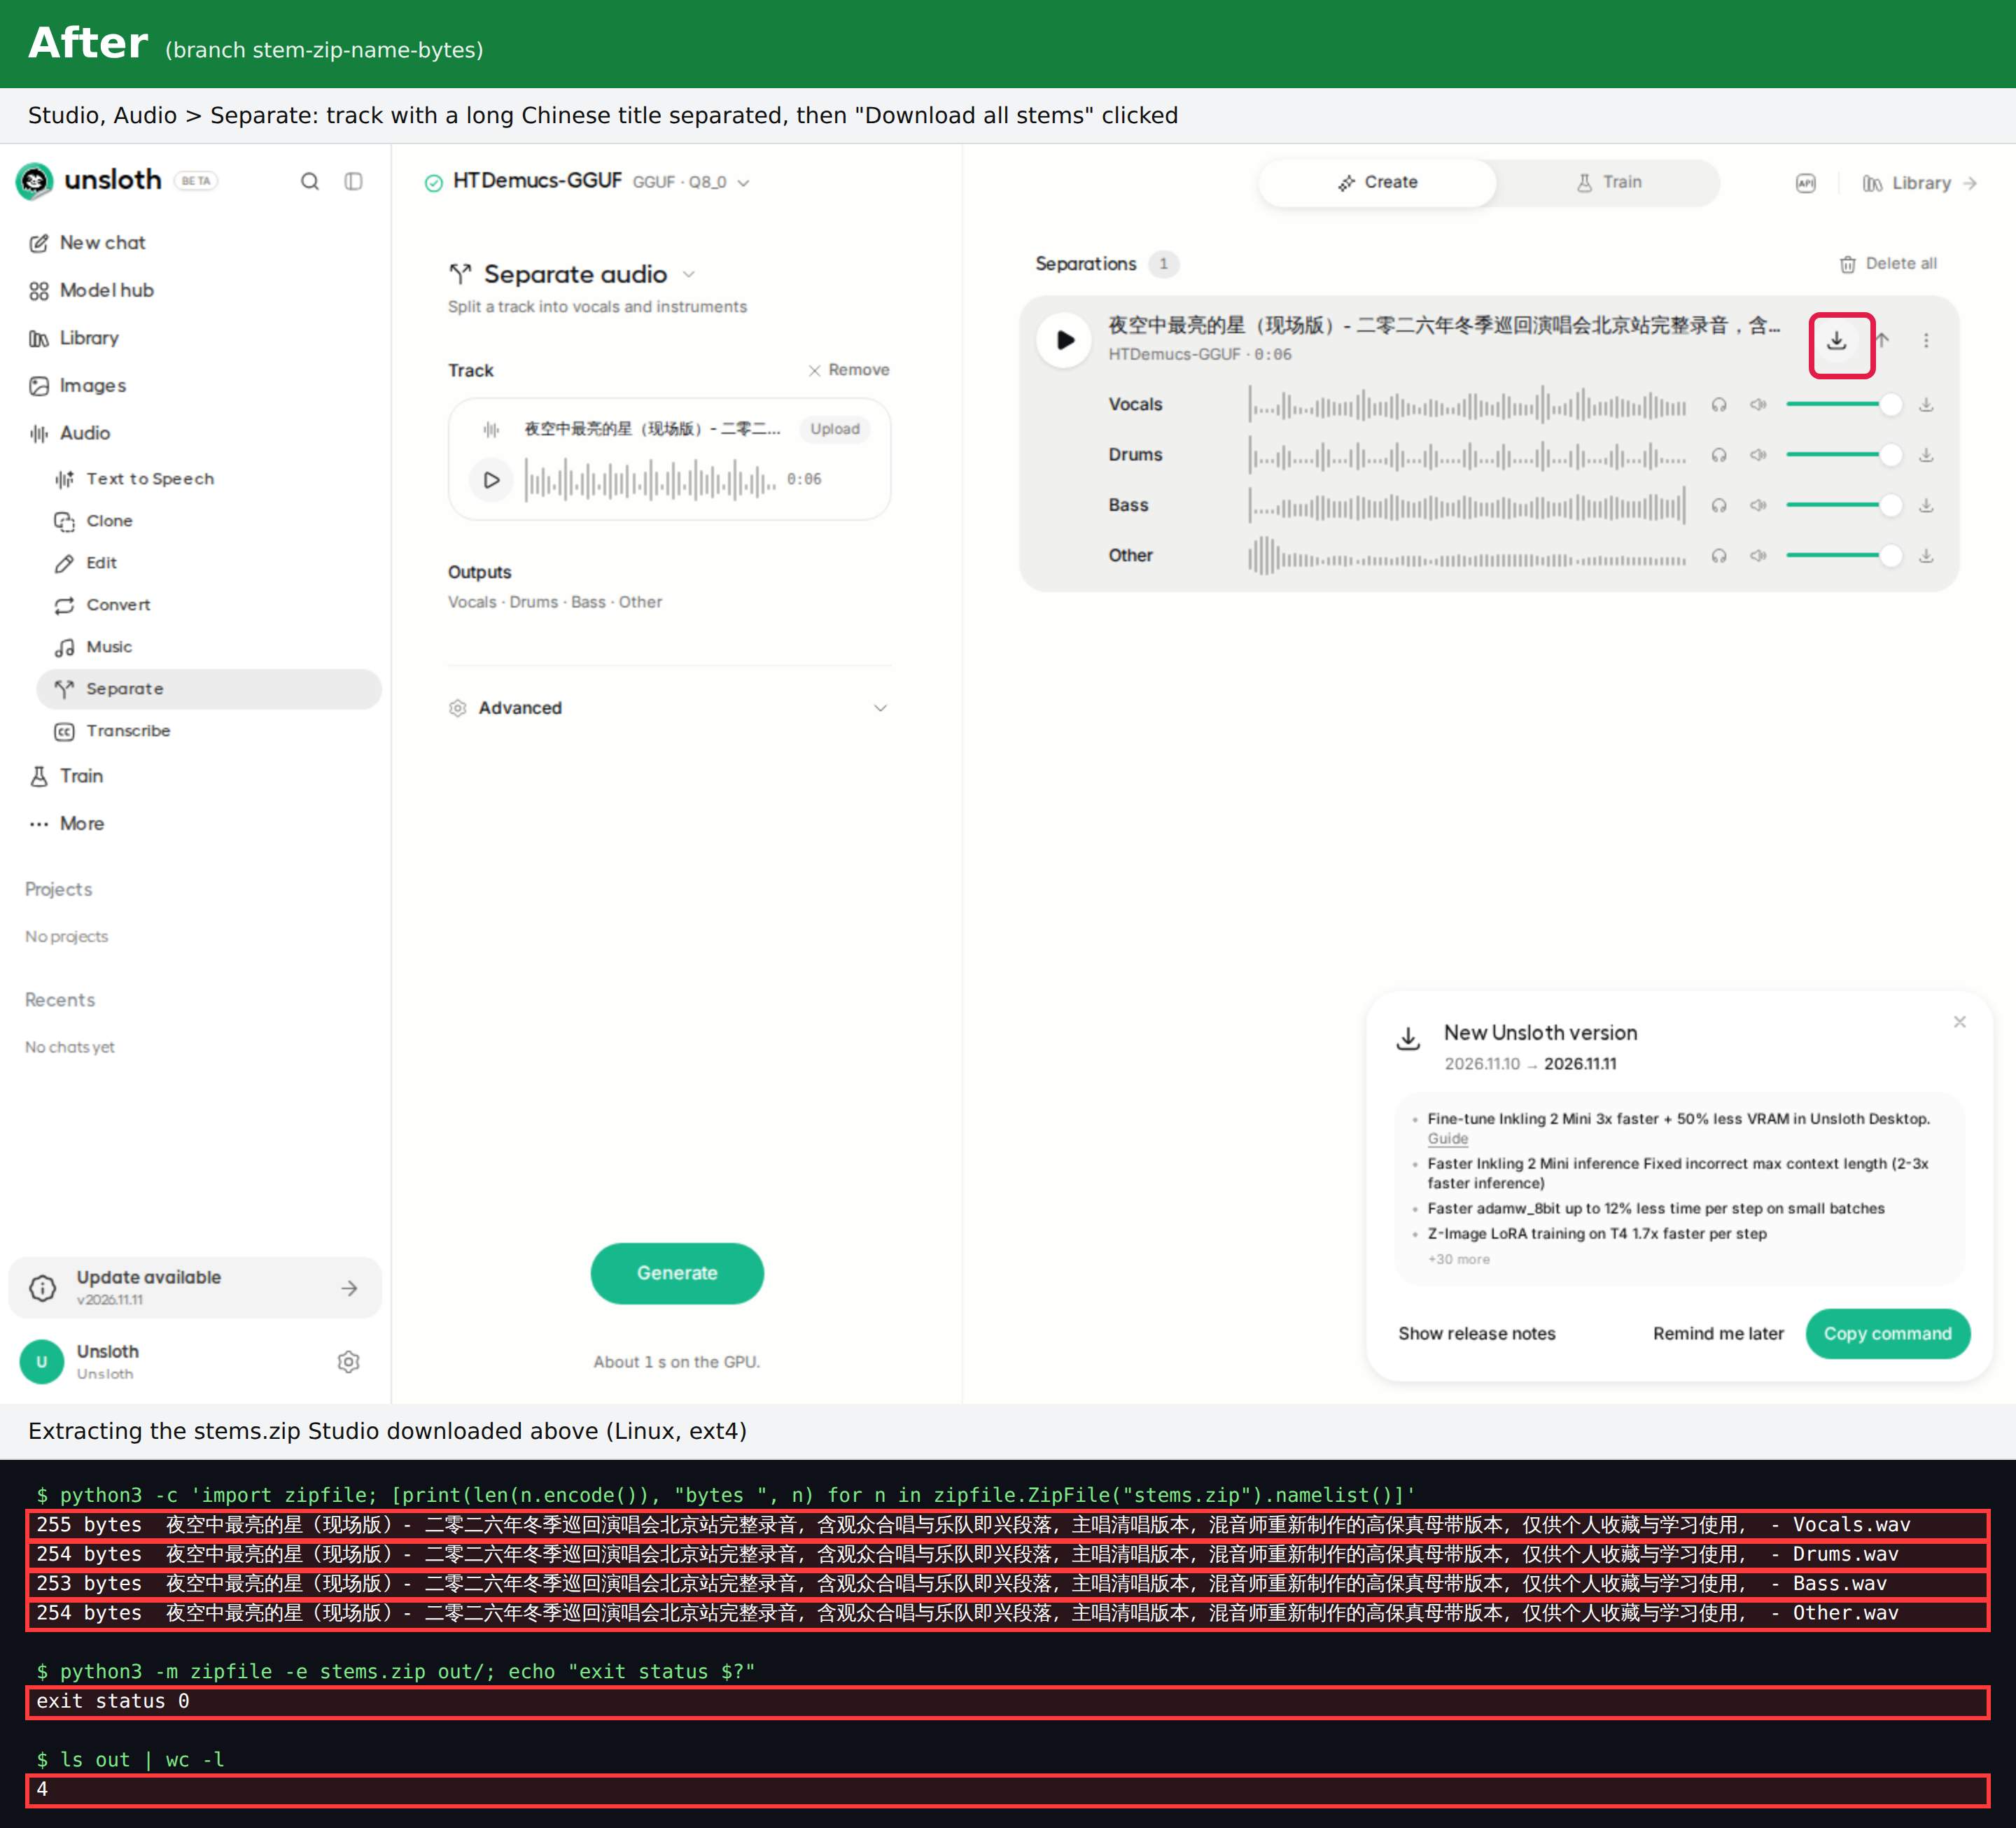 After (branch stem-zip-name-bytes)
Studio, Audio > Separate: track with a long Chinese title separated, then "Download all stems" clicked
unsloth BETA
New chat
Model hub
Library
Images
Audio
Text to Speech
Clone
Edit
Convert
Music
Separate
CC Transcribe
Train
More
Projects
No projects
Recents
No chats yet
Update available
v2026.11.11
U
Unsloth
Unsloth
HTDemucs-GGUF GGUF · Q8_0
Separate audio
Split a track into vocals and instruments
Track
Remove
夜空中最亮的星（现场版）- 二零二...
Upload
0:06
Outputs
Vocals · Drums · Bass · Other
Advanced
Generate
About 1 s on the GPU.
Create
Train
API
Library
Separations 1
Delete all
夜空中最亮的星（现场版）- 二零二六年冬季巡回演唱会北京站完整录音，含...
HTDemucs-GGUF · 0:06
Vocals
Drums
Bass
Other
New Unsloth version
2026.11.10 → 2026.11.11
• Fine-tune Inkling 2 Mini 3x faster + 50% less VRAM in Unsloth Desktop.
Guide
• Faster Inkling 2 Mini inference Fixed incorrect max context length (2-3x
faster inference)
• Faster adamw_8bit up to 12% less time per step on small batches
• Z-Image LoRA training on T4 1.7x faster per step
+30 more
Show release notes
Remind me later
Copy command
Extracting the stems.zip Studio downloaded above (Linux, ext4)
$ python3 -c 'import zipfile; [print(len(n.encode()), "bytes ", n) for n in zipfile.ZipFile("stems.zip").namelist()]'
255 bytes  夜空中最亮的星（现场版）- 二零二六年冬季巡回演唱会北京站完整录音，含观众合唱与乐队即兴段落，主唱清唱版本，混音师重新制作的高保真母带版本，仅供个人收藏与学习使用， - Vocals.wav
254 bytes  夜空中最亮的星（现场版）- 二零二六年冬季巡回演唱会北京站完整录音，含观众合唱与乐队即兴段落，主唱清唱版本，混音师重新制作的高保真母带版本，仅供个人收藏与学习使用， - Drums.wav
253 bytes  夜空中最亮的星（现场版）- 二零二六年冬季巡回演唱会北京站完整录音，含观众合唱与乐队即兴段落，主唱清唱版本，混音师重新制作的高保真母带版本，仅供个人收藏与学习使用， - Bass.wav
254 bytes  夜空中最亮的星（现场版）- 二零二六年冬季巡回演唱会北京站完整录音，含观众合唱与乐队即兴段落，主唱清唱版本，混音师重新制作的高保真母带版本，仅供个人收藏与学习使用， - Other.wav
$ python3 -m zipfile -e stems.zip out/; echo "exit status $?"
exit status 0
$ ls out | wc -l
4